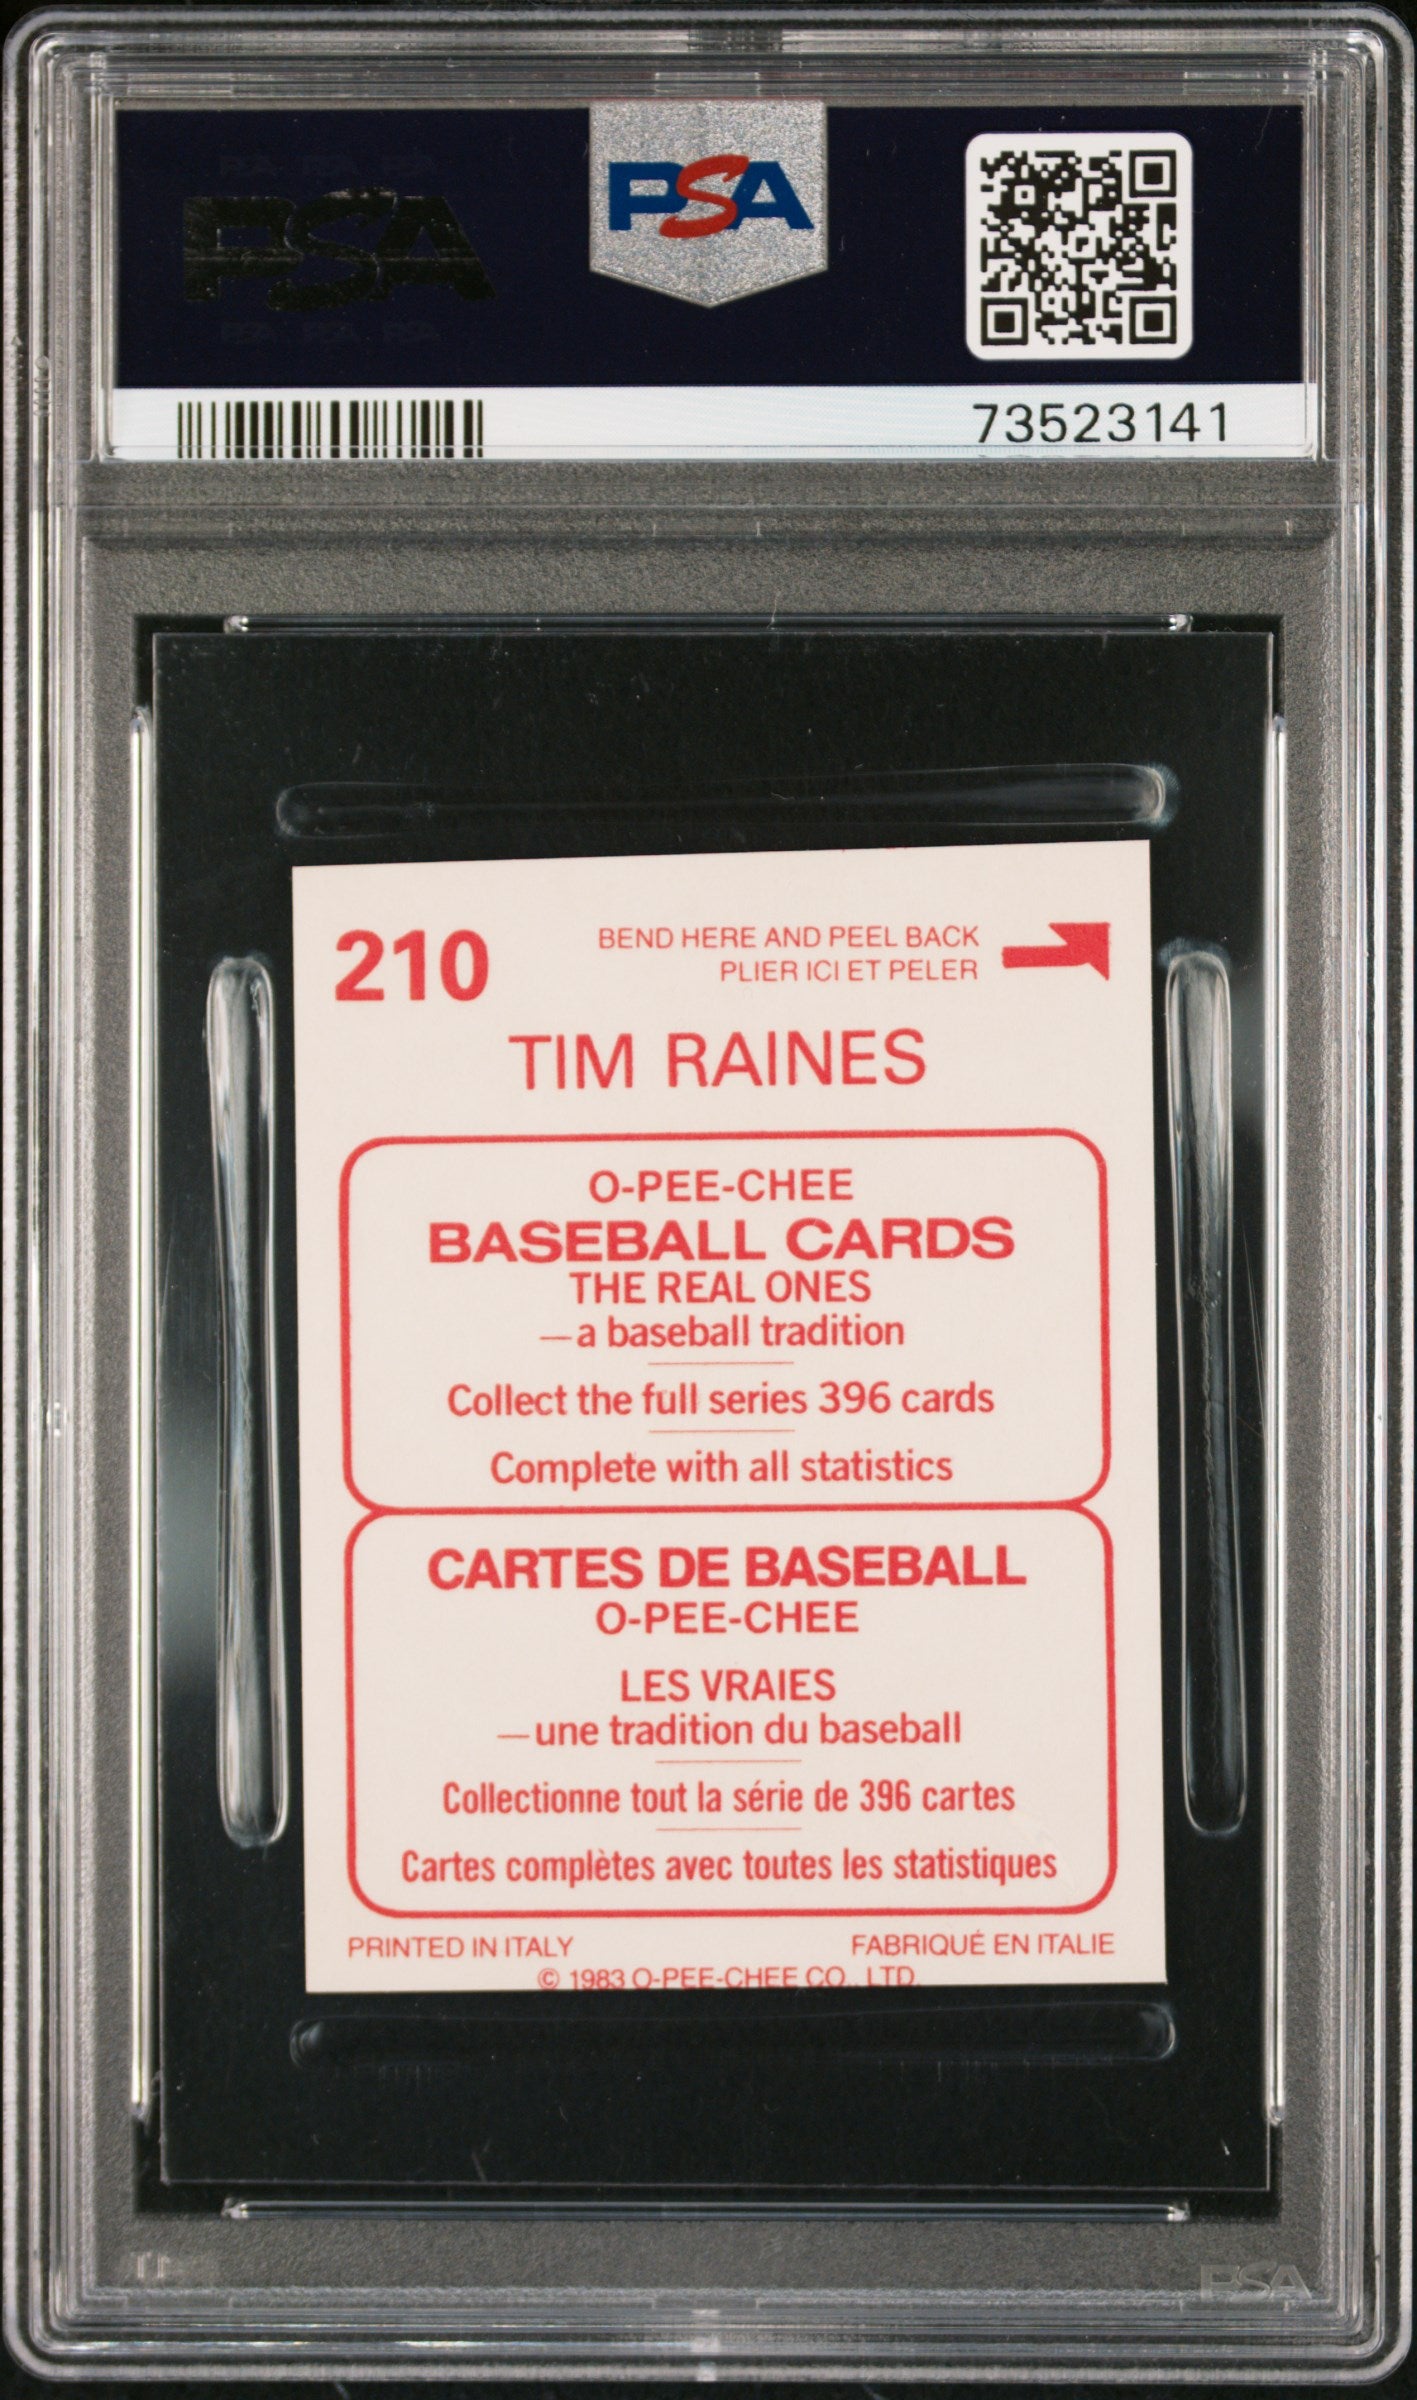 PSA
PSA
73523141
210
BEND HERE AND PEEL BACK
PLIER ICI ET PELER
TIM RAINES
O-PEE-CHEE
BASEBALL CARDS
THE REAL ONES
—a baseball tradition
Collect the full series 396 cards
Complete with all statistics
CARTES DE BASEBALL
O-PEE-CHEE
LES VRAIES
—une tradition du baseball
Collectionne tout la série de 396 cartes
Cartes complètes avec toutes les statistiques
PRINTED IN ITALY
FABRIQUÉ EN ITALIE
© 1983 O-PEE-CHEE CO., LTD.
PSA